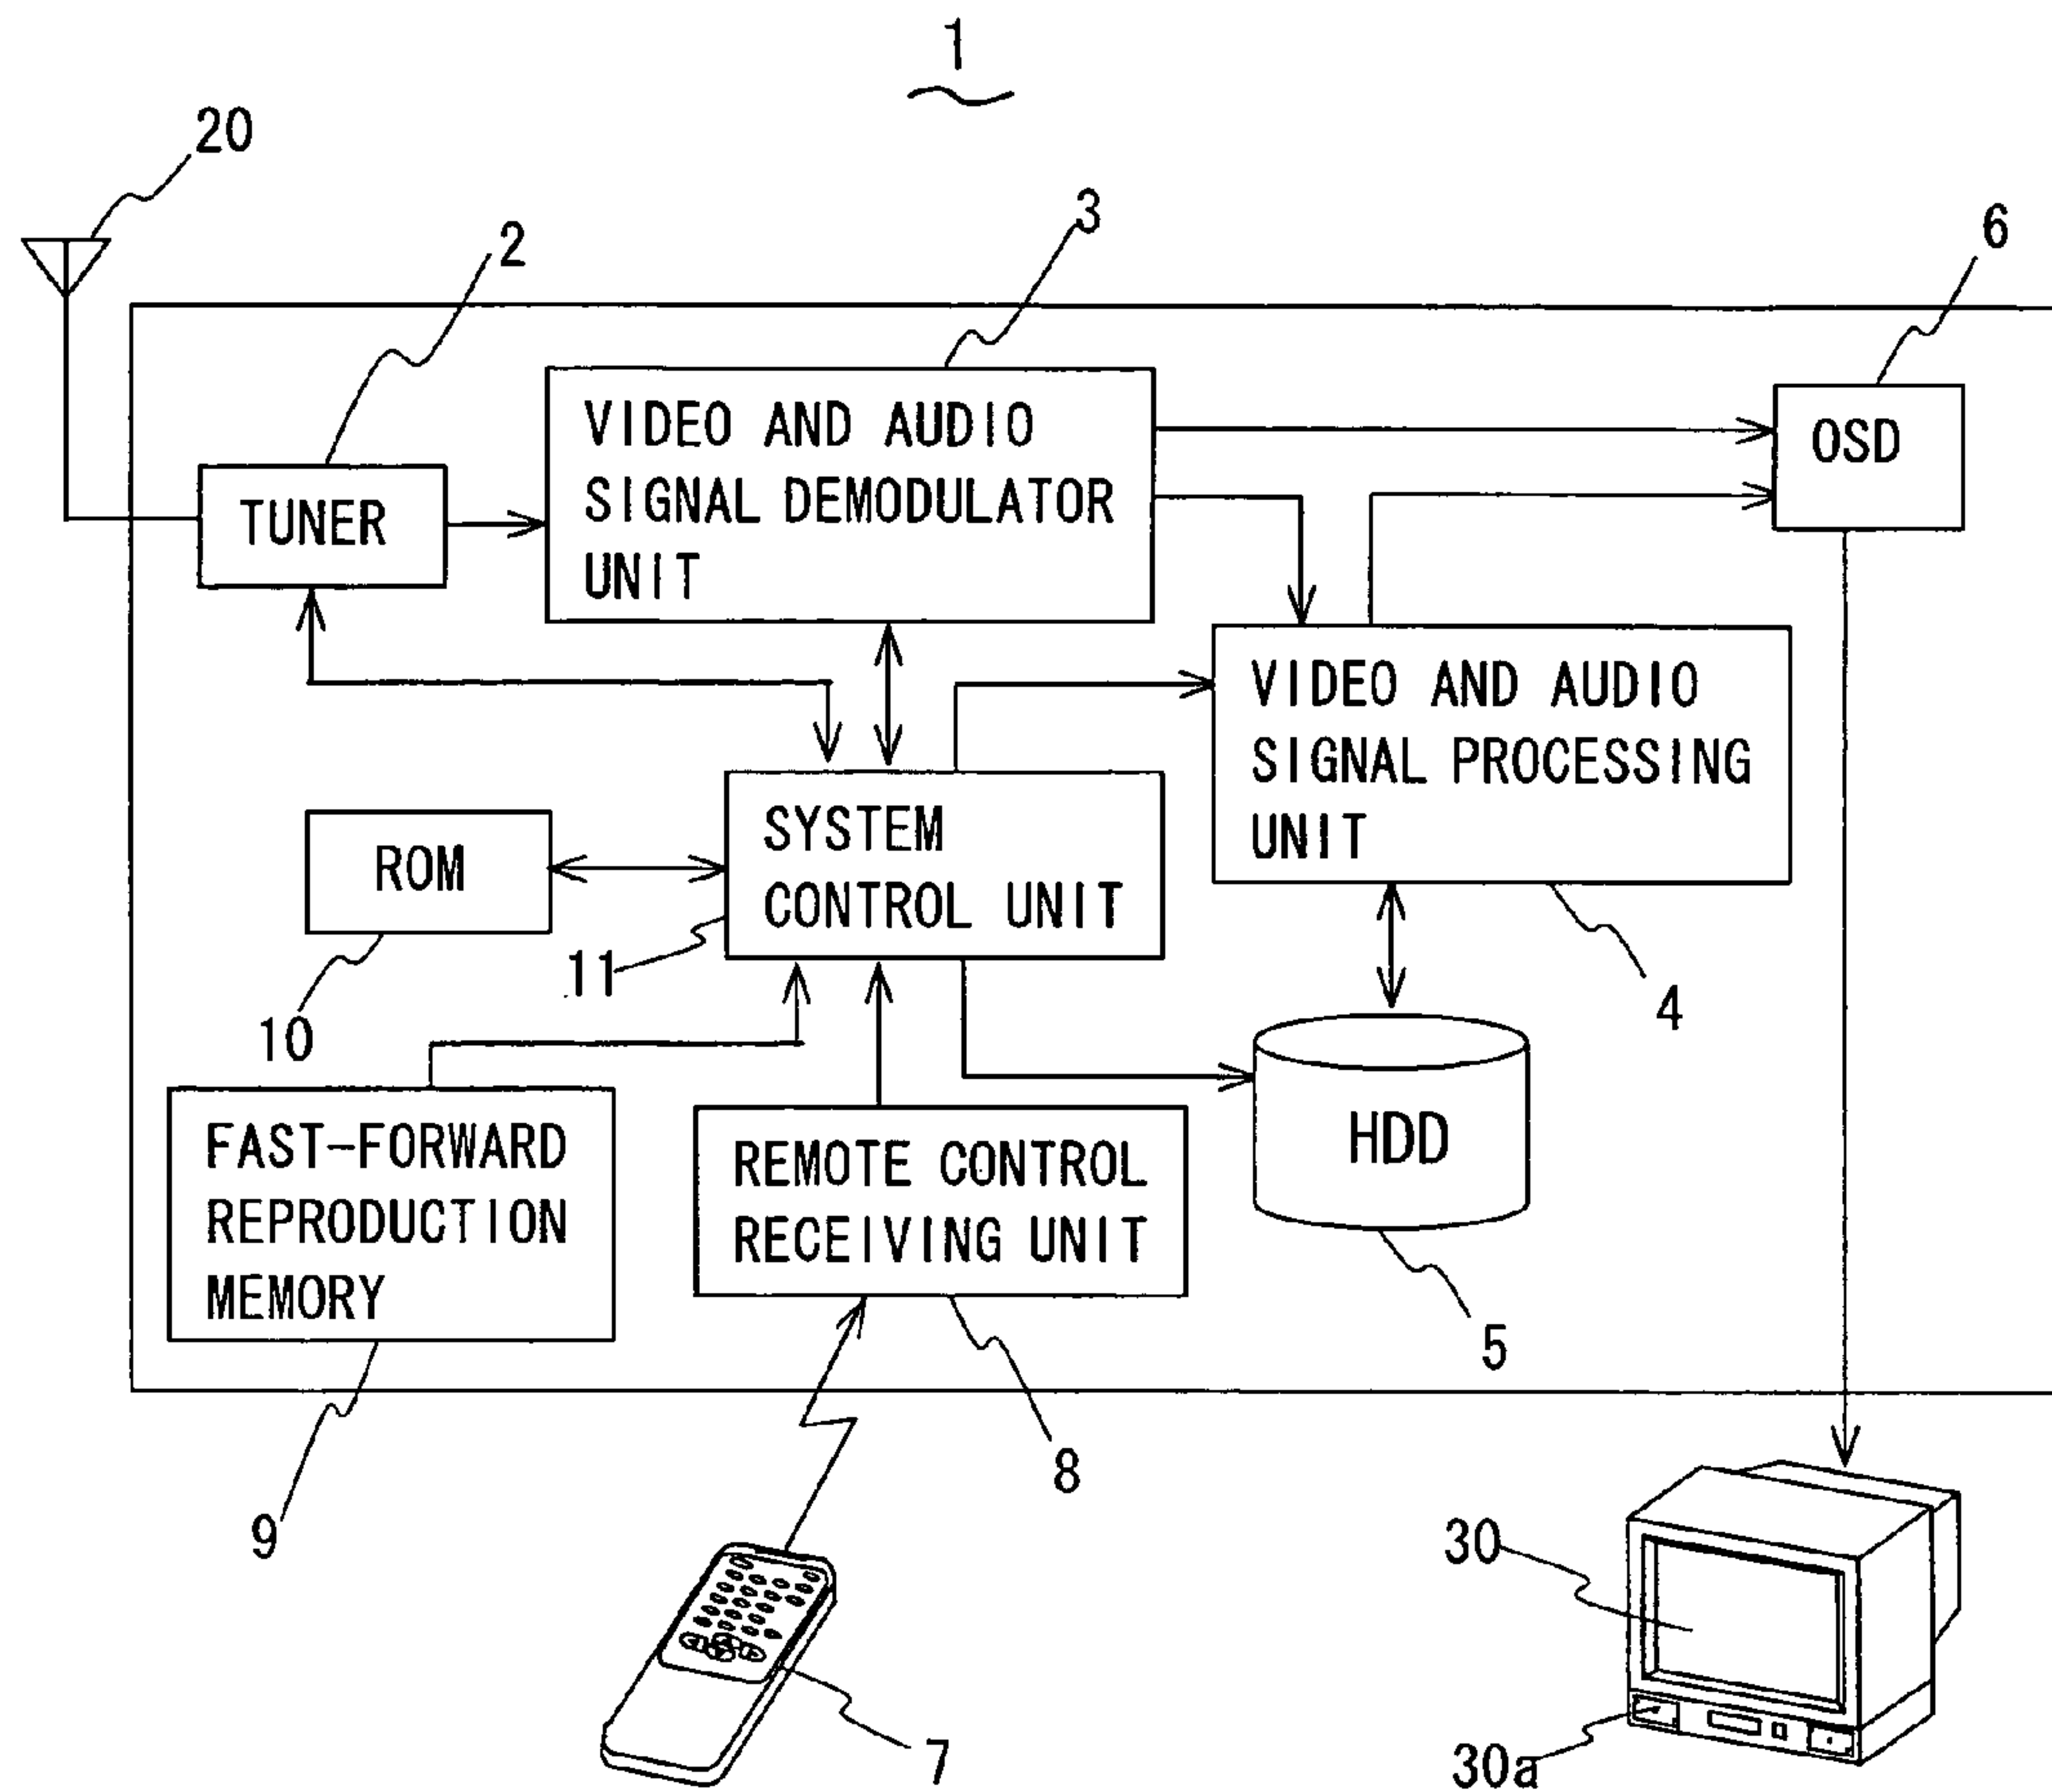 1
20
2
3
6
VIDEO AND AUDIO
SIGNAL DEMODULATOR
UNIT
OSD
TUNER
VIDEO AND AUDIO
SIGNAL PROCESSING
UNIT
SYSTEM
CONTROL UNIT
ROM
11
10
4
FAST-FORWARD
REPRODUCTION
MEMORY
REMOTE CONTROL
RECEIVING UNIT
HDD
5
8
9
30
7
30a